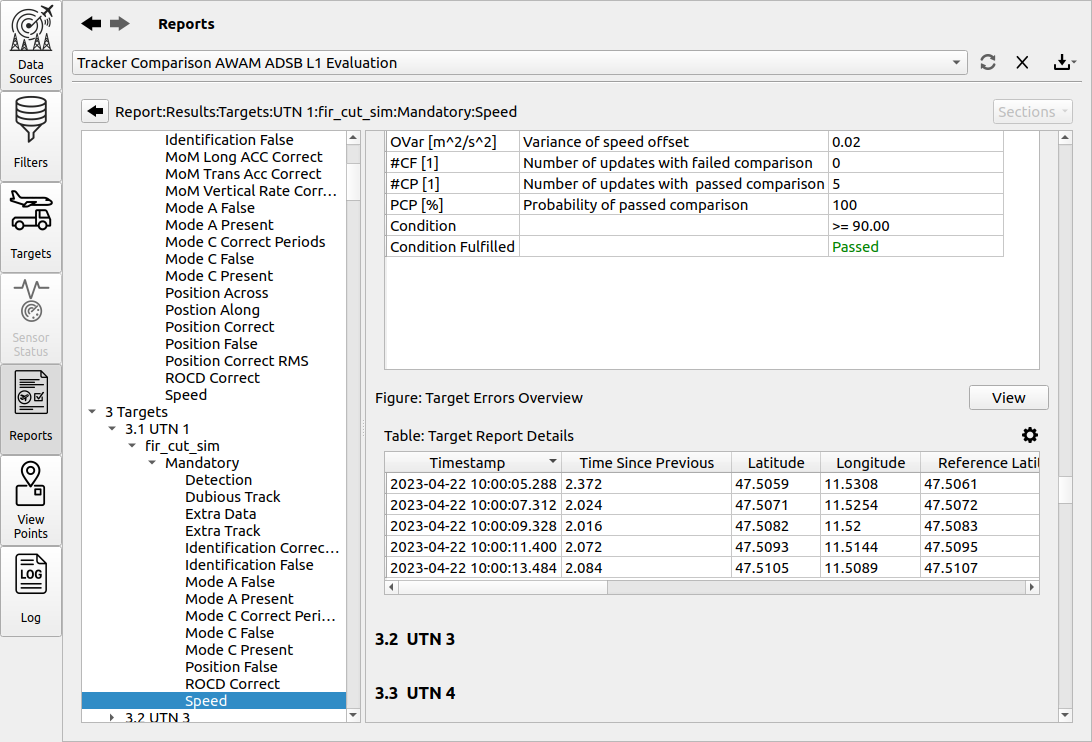 Data
Sources
Filters
Targets
Sensor
Status
Reports
View
Points
LOG
Log
Reports
Tracker Comparison AWAM ADSB L1 Evaluation
Report:Results:Targets:UTN 1:fir_cut_sim:Mandatory:Speed
Sections
Identification False
MoM Long ACC Correct
MoM Trans Acc Correct
MoM Vertical Rate Corr...
Mode A False
Mode A Present
Mode C Correct Periods
Mode C False
Mode C Present
Position Across
Postion Along
Position Correct
Position False
Position Correct RMS
ROCD Correct
Speed
3 Targets
3.1 UTN 1
fir_cut_sim
Mandatory
Detection
Dubious Track
Extra Data
Extra Track
Identification Correc...
Identification False
Mode A False
Mode A Present
Mode C Correct Peri...
Mode C False
Mode C Present
Position False
ROCD Correct
Speed
3.2 UTN 3
OVar [m^2/s^2] Variance of speed offset 0.02
#CF [1] Number of updates with failed comparison 0
#CP [1] Number of updates with  passed comparison 5
PCP [%] Probability of passed comparison 100
Condition >= 90.00
Condition Fulfilled Passed
Figure: Target Errors Overview View
Table: Target Report Details
Timestamp Time Since Previous Latitude Longitude Reference Lati
2023-04-22 10:00:05.288 2.372 47.5059 11.5308 47.5061
2023-04-22 10:00:07.312 2.024 47.5071 11.5254 47.5072
2023-04-22 10:00:09.328 2.016 47.5082 11.52 47.5083
2023-04-22 10:00:11.400 2.072 47.5093 11.5144 47.5095
2023-04-22 10:00:13.484 2.084 47.5105 11.5089 47.5107
3.2 UTN 3
3.3 UTN 4